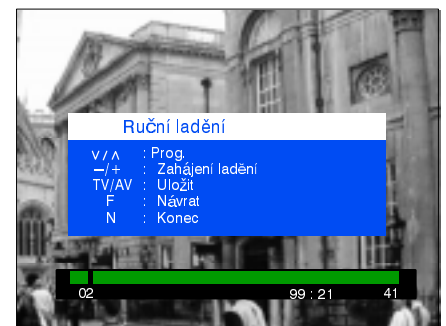 Ruční ladění
∨/∧ : Prog.
−/+ : Zahájení ladění
TV/AV : Uložit
F : Návrat
N : Konec
02 99 : 21 41